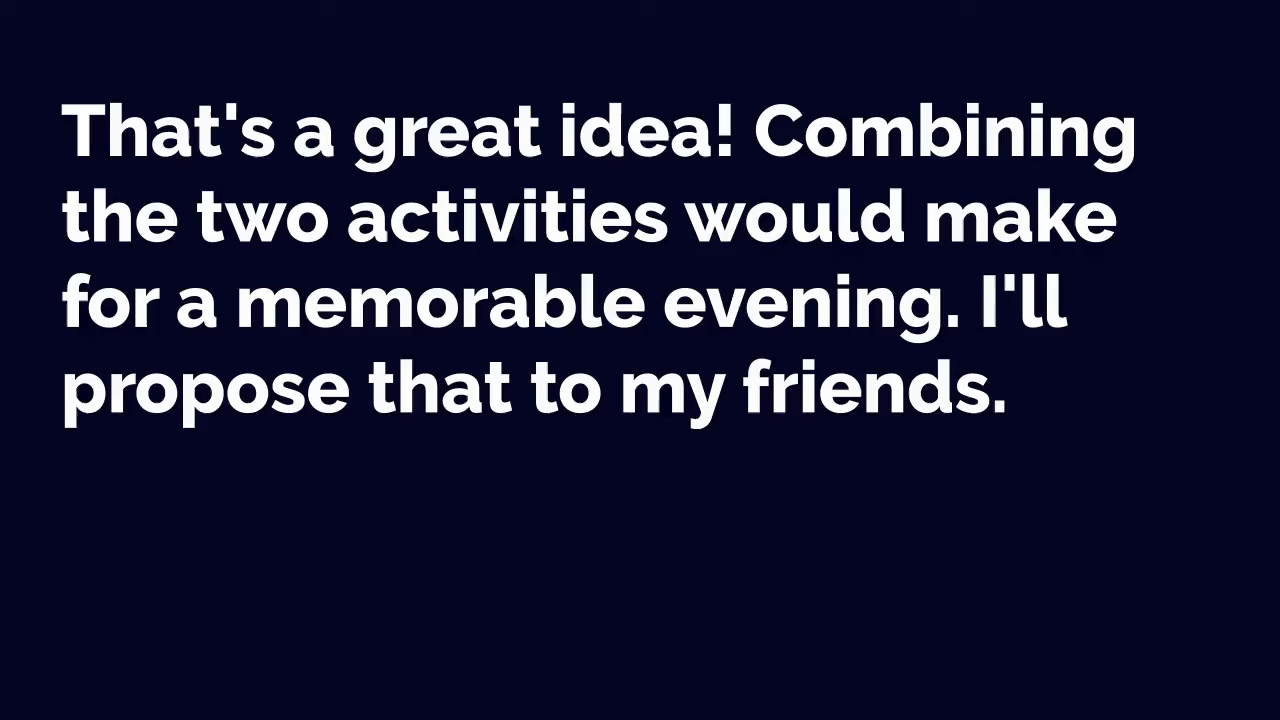 That's a great idea! Combining
the two activities would make
for a memorable evening. I'll
propose that to my friends.